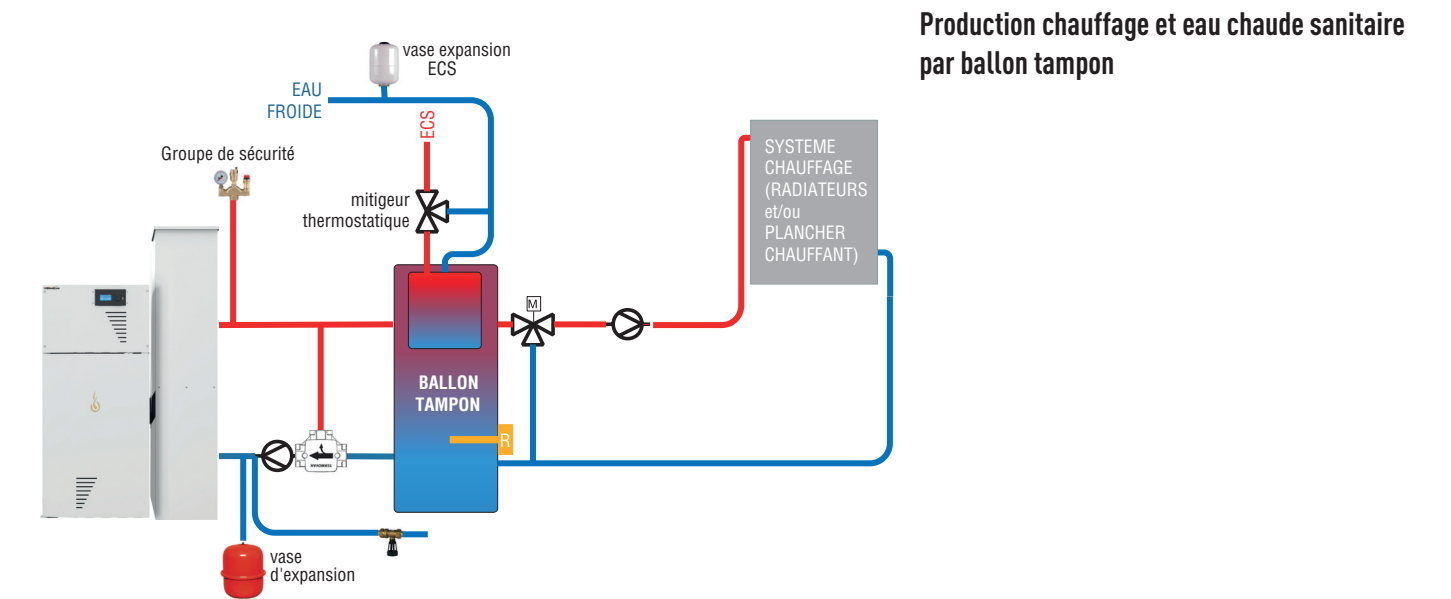 Production chauffage et eau chaude sanitaire
par ballon tampon
vase expansion
ECS
EAU
FROIDE
ECS
Groupe de sécurité
mitigeur
thermostatique
SYSTEME
CHAUFFAGE
(RADIATEURS
et/ou
PLANCHER
CHAUFFANT)
M
BALLON
TAMPON
R
vase
d'expansion